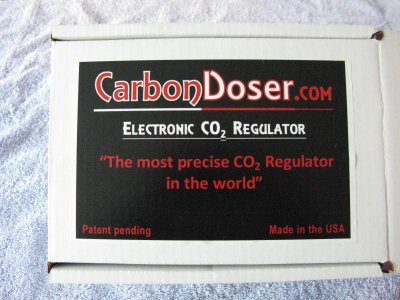 CarbonDoser.com
Electronic CO₂ Regulator
“The most precise CO₂ Regulator
in the world”
Patent pending
Made in the USA